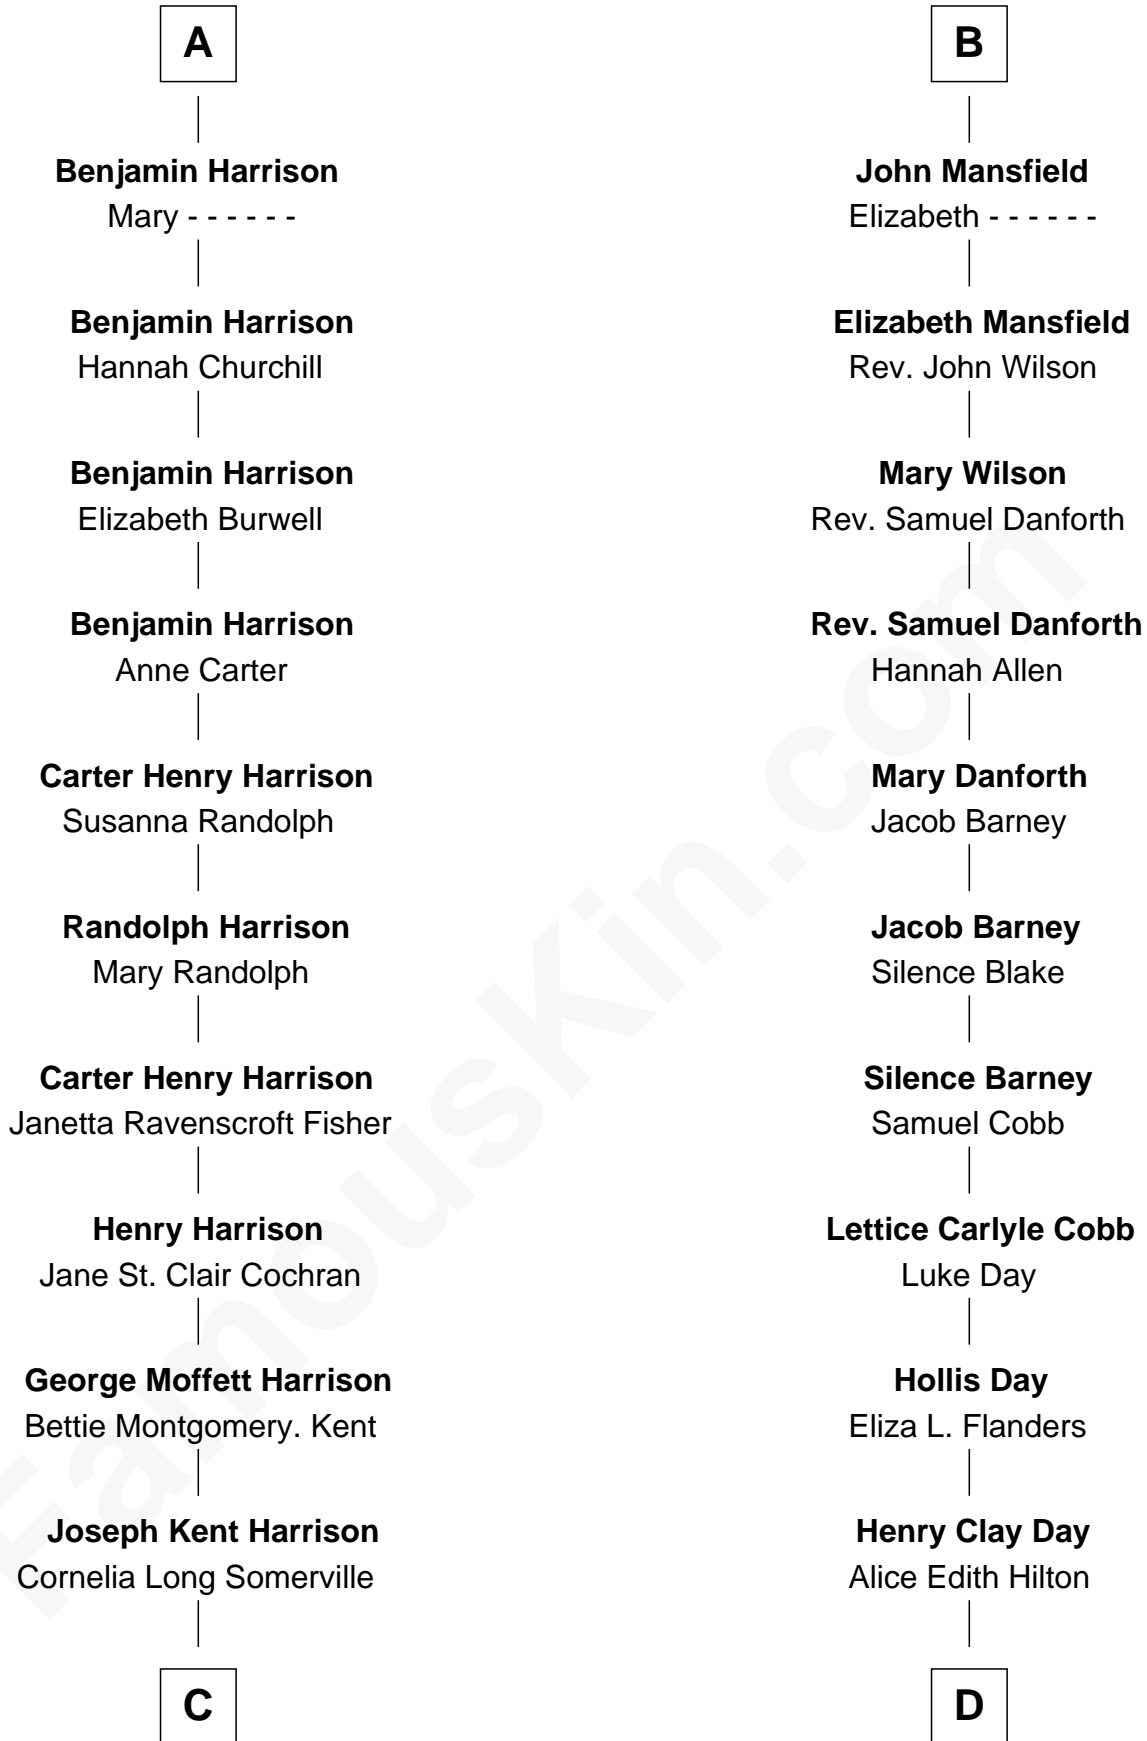 A
Benjamin Harrison
Mary - - - - - -
Benjamin Harrison
Hannah Churchill
Benjamin Harrison
Elizabeth Burwell
Benjamin Harrison
Anne Carter
Carter Henry Harrison
Susanna Randolph
Randolph Harrison
Mary Randolph
Carter Henry Harrison
Janetta Ravenscroft Fisher
Henry Harrison
Jane St. Clair Cochran
George Moffett Harrison
Bettie Montgomery. Kent
Joseph Kent Harrison
Cornelia Long Somerville
C
B
John Mansfield
Elizabeth - - - - - -
Elizabeth Mansfield
Rev. John Wilson
Mary Wilson
Rev. Samuel Danforth
Rev. Samuel Danforth
Hannah Allen
Mary Danforth
Jacob Barney
Jacob Barney
Silence Blake
Silence Barney
Samuel Cobb
Lettice Carlyle Cobb
Luke Day
Hollis Day
Eliza L. Flanders
Henry Clay Day
Alice Edith Hilton
D
FamousKin.com